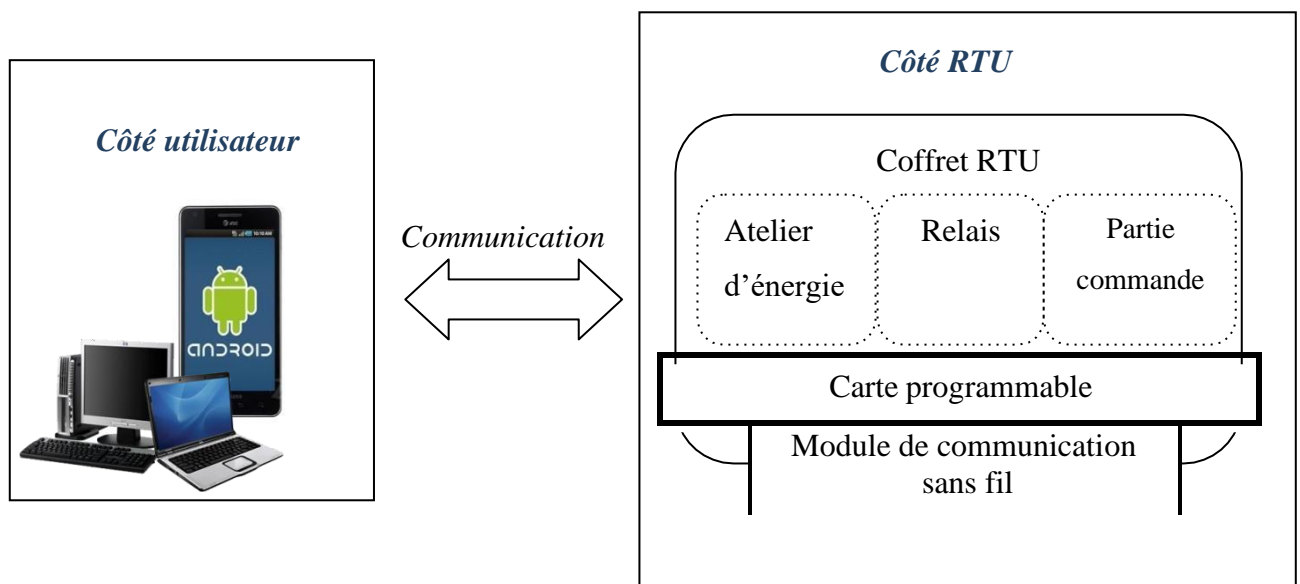 Côté RTU
Côté utilisateur
Coffret RTU
Atelier
d’énergie
Relais
Partie
commande
Communication
ANDROID
Carte programmable
Module de communication
sans fil